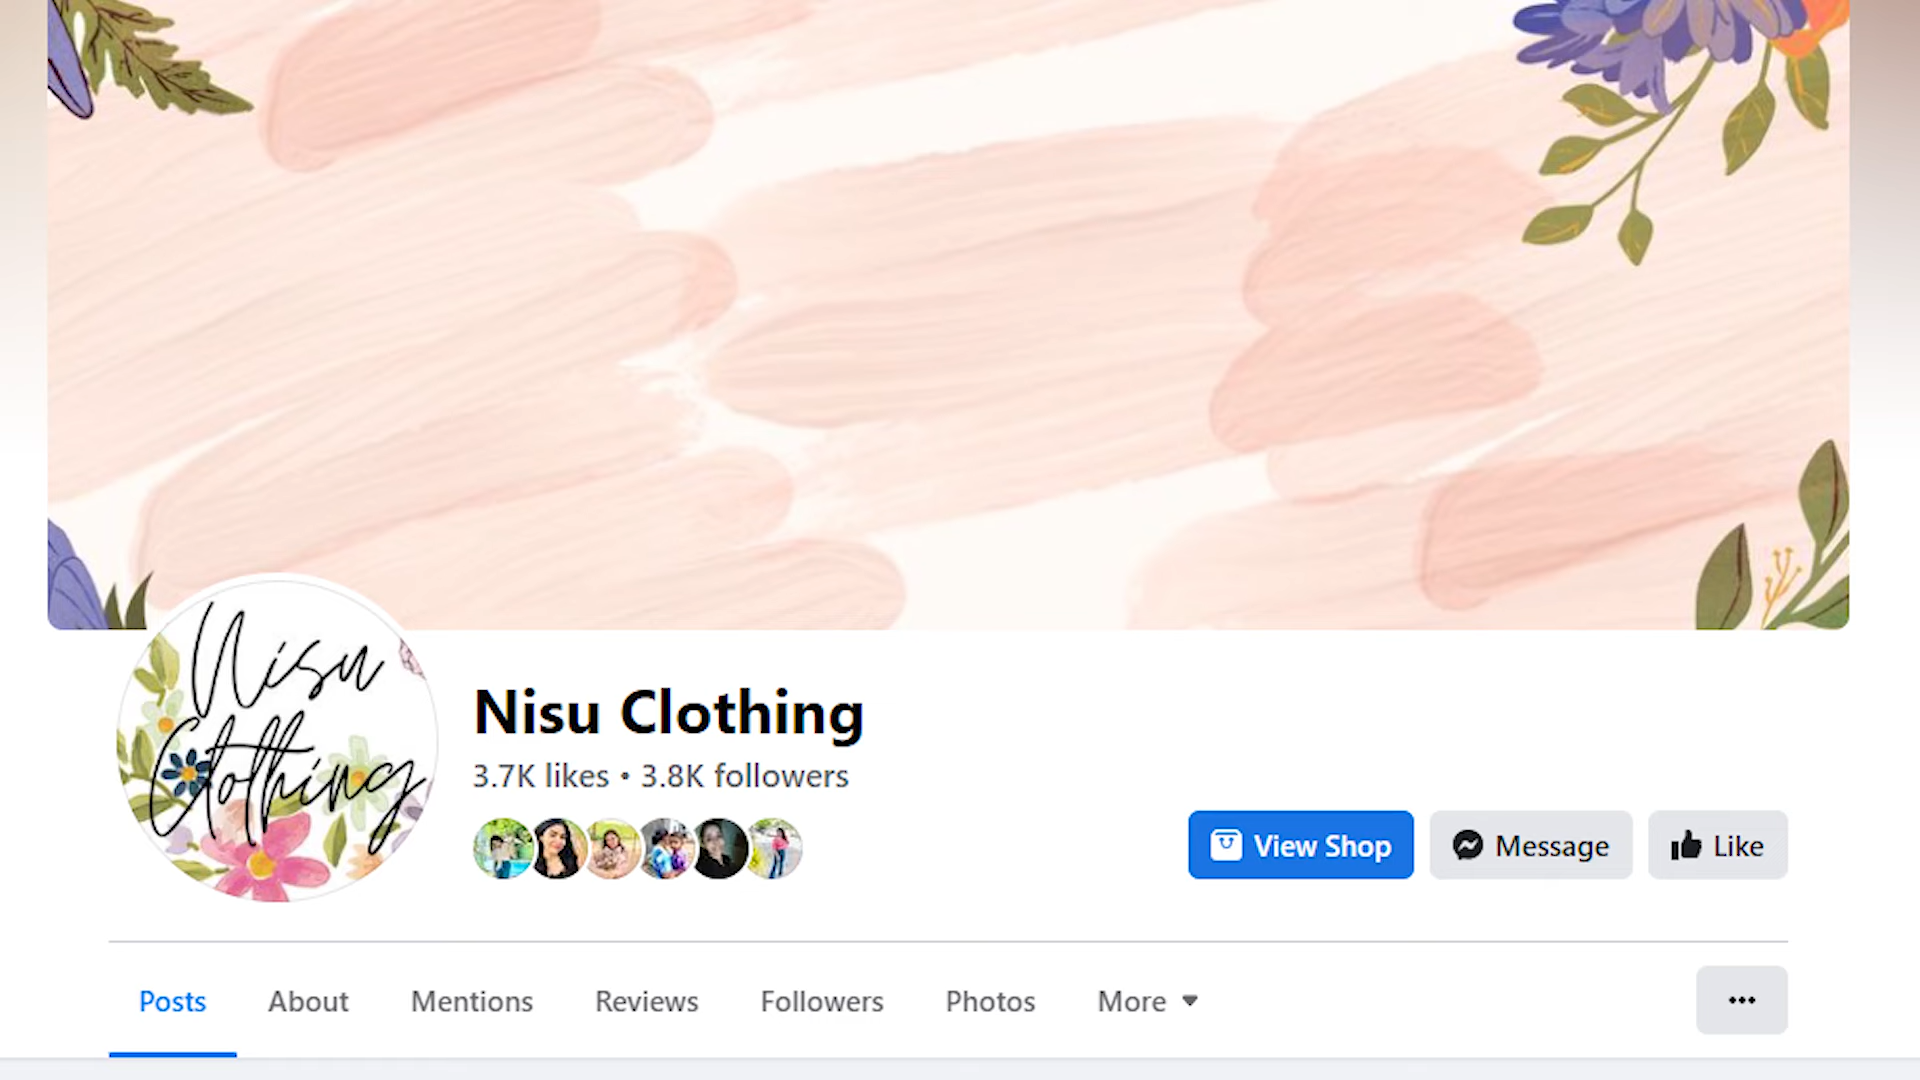 Nisu
Clothing
Nisu Clothing
3.7K likes • 3.8K followers
View Shop
Message
Like
Posts
About
Mentions
Reviews
Followers
Photos
More